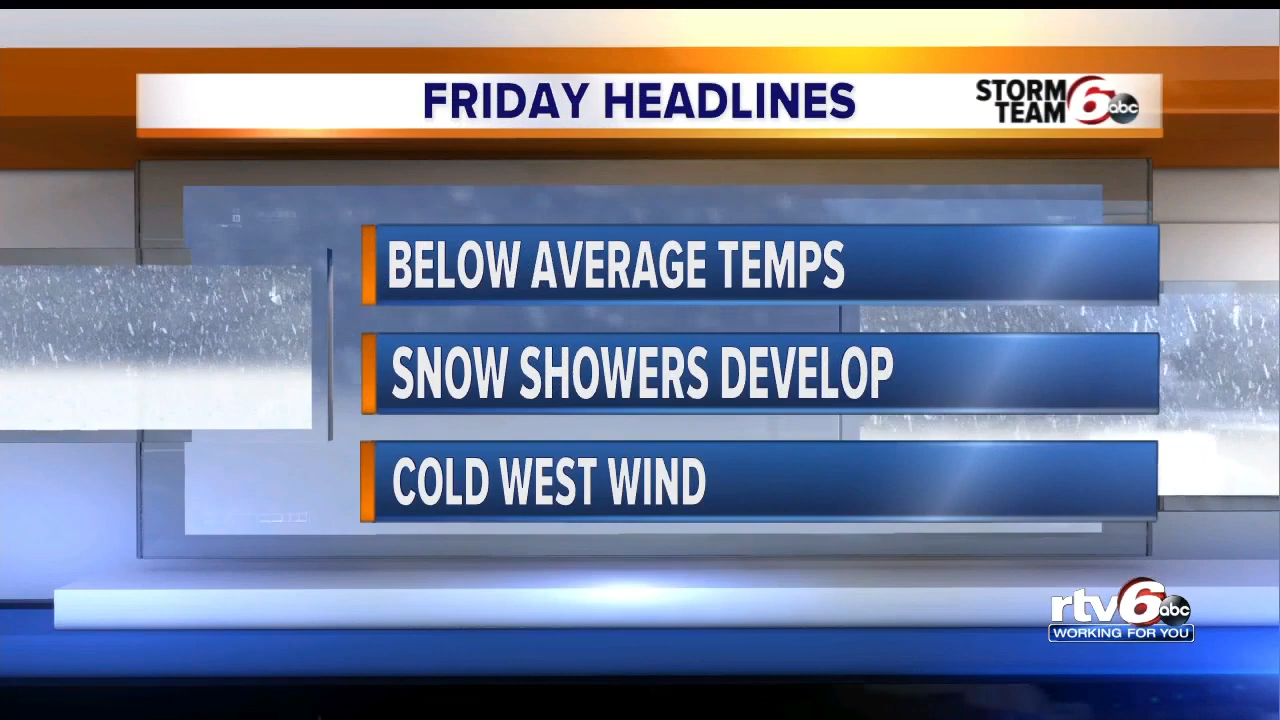 FRIDAY HEADLINES
STORM
TEAM 6 abc
BELOW AVERAGE TEMPS
SNOW SHOWERS DEVELOP
COLD WEST WIND
rtv6 abc
WORKING FOR YOU